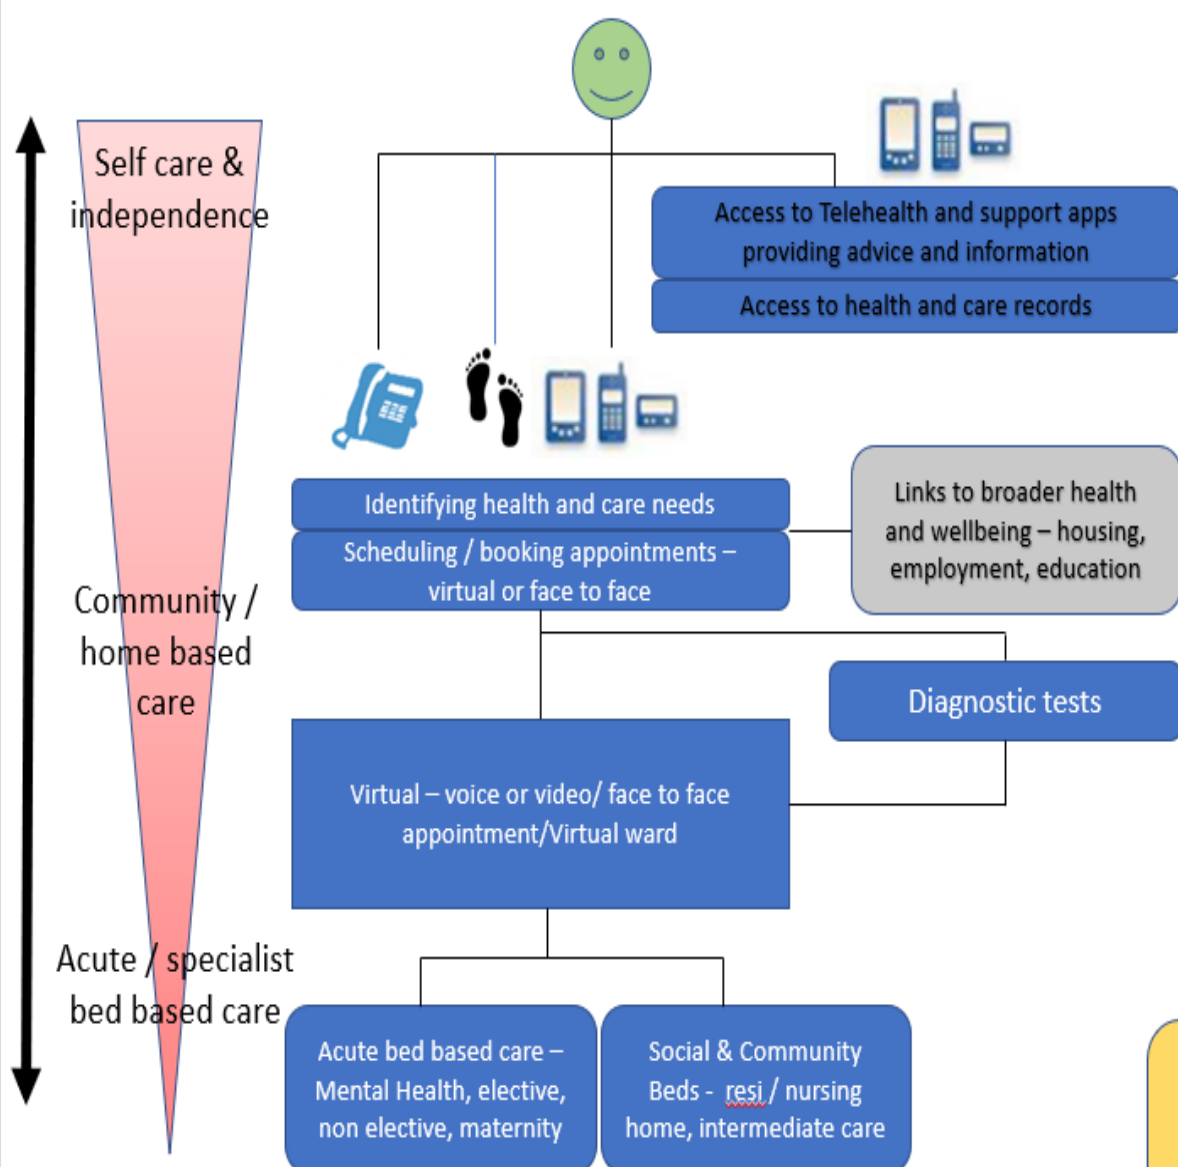 Self care &
independence
Access to Telehealth and support apps
providing advice and information
Access to health and care records
Identifying health and care needs
Scheduling / booking appointments –
virtual or face to face
Links to broader health
and wellbeing – housing,
employment, education
Community /
home based
care
Diagnostic tests
Virtual – voice or video/ face to face
appointment/Virtual ward
Acute / specialist
bed based care
Acute bed based care –
Mental Health, elective,
non elective, maternity
Social & Community
Beds - resi / nursing
home, intermediate care